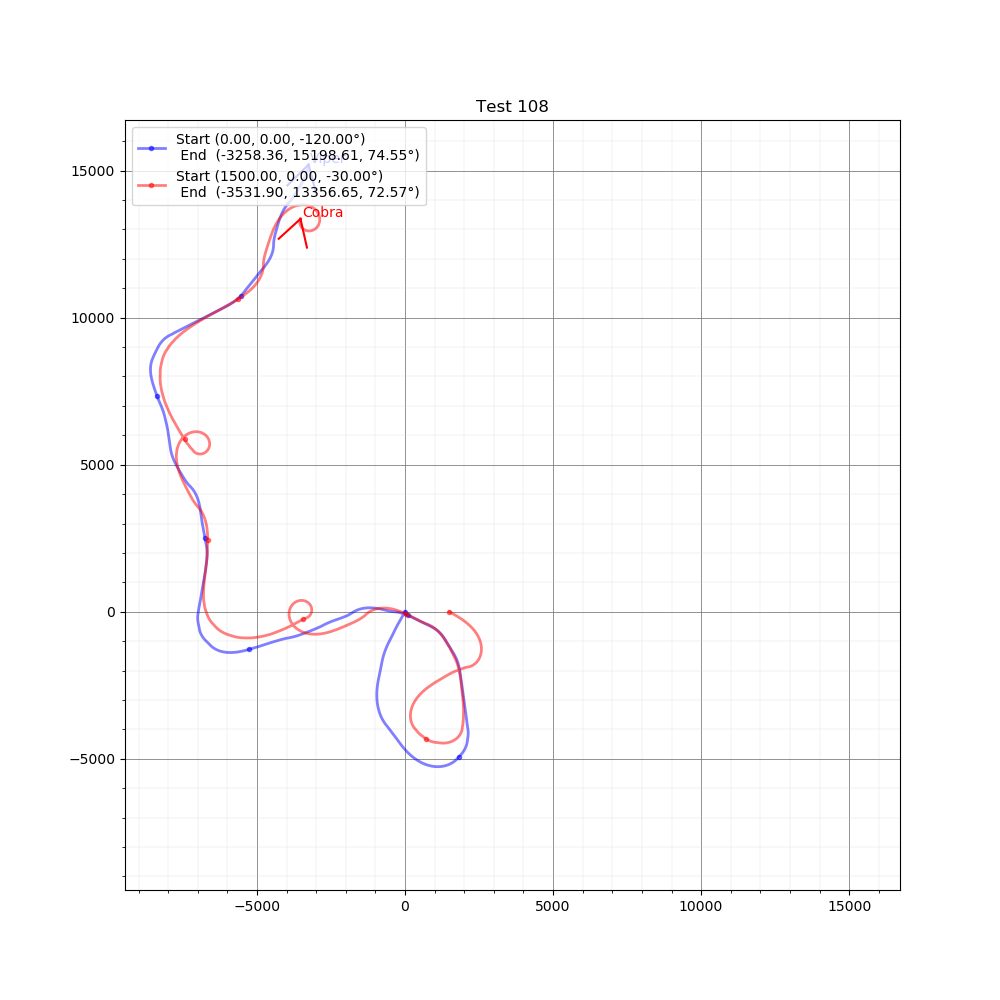 Test 108
Start (0.00, 0.00, -120.00°)
End (-3258.36, 15198.61, 74.55°)
Start (1500.00, 0.00, -30.00°)
End (-3531.90, 13356.65, 72.57°)
Cobra
15000
10000
5000
0
−5000
−5000
0
5000
10000
15000